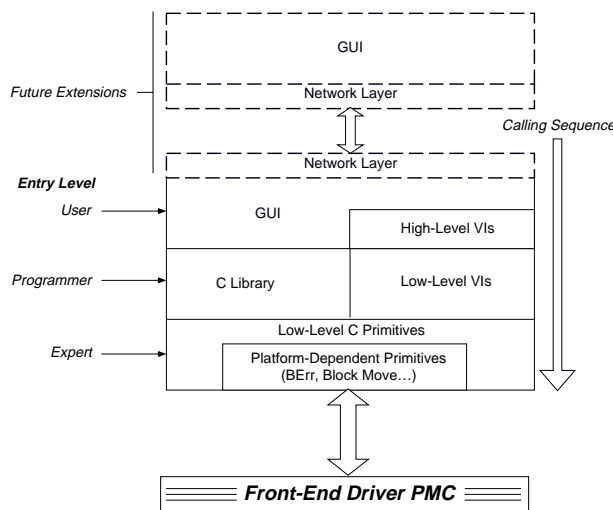 GUI
Future Extensions
Network Layer
Calling Sequence
Network Layer
Entry Level
User
GUI
High-Level VIs
Programmer
C Library
Low-Level VIs
Low-Level C Primitives
Expert
Platform-Dependent Primitives
(BErr, Block Move…)
Front-End Driver PMC